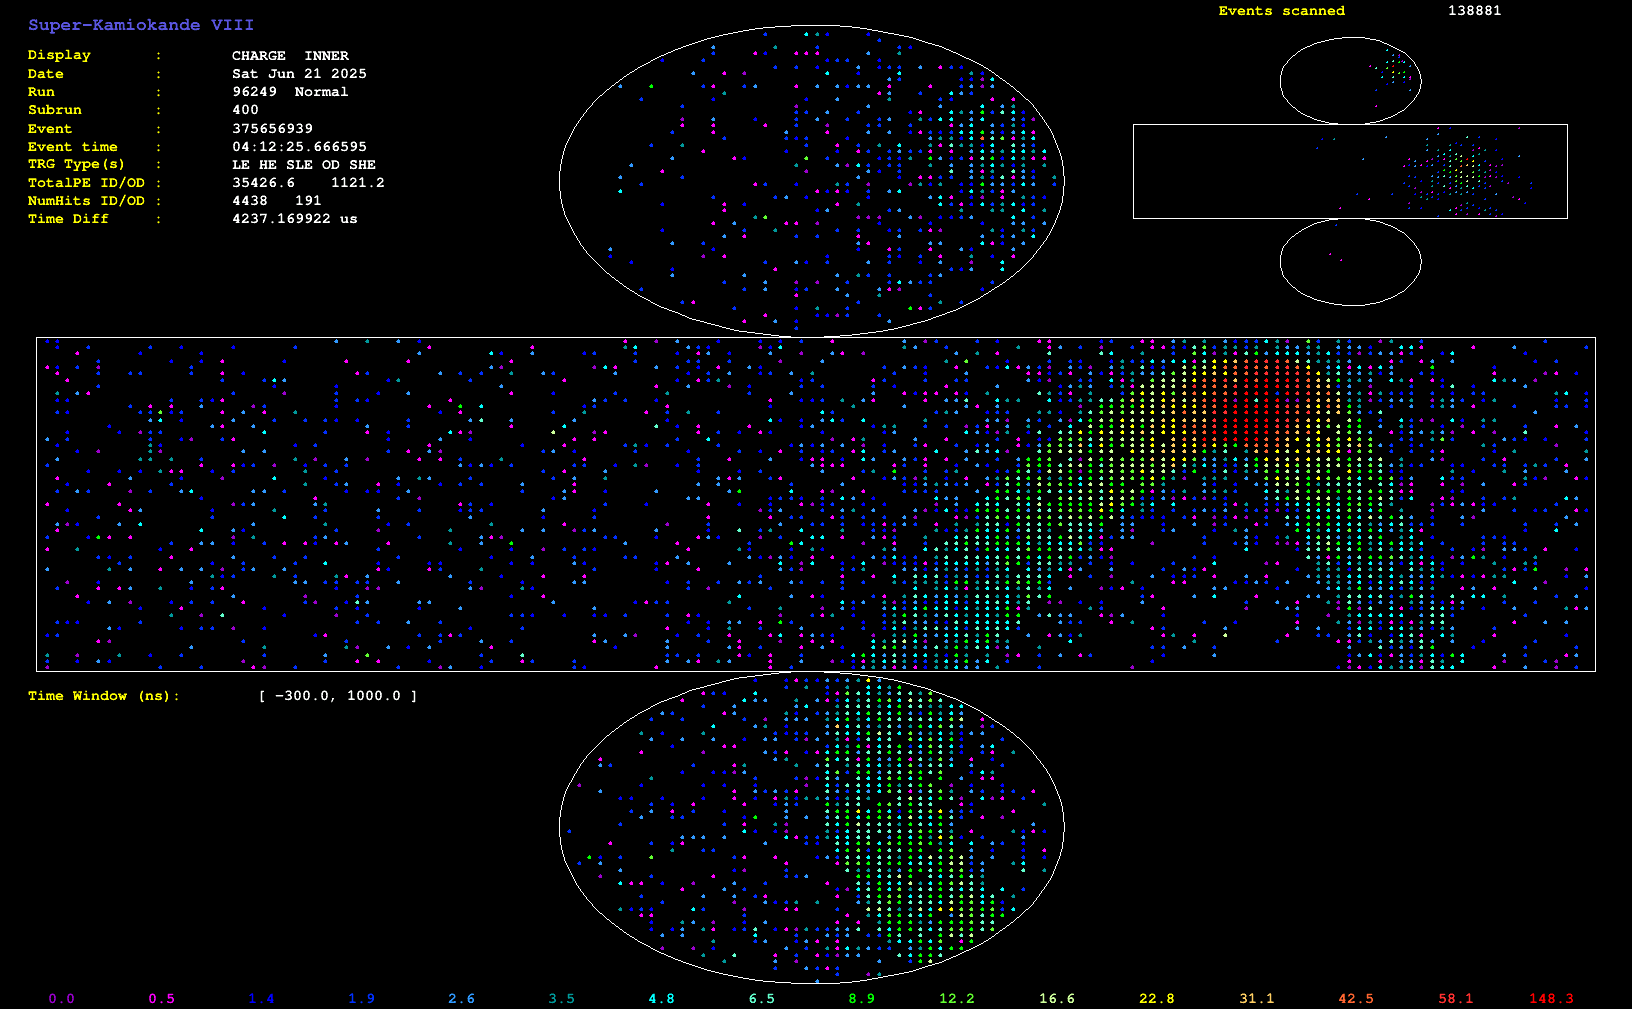 Super-Kamiokande VIII
Display : CHARGE INNER
Date : Sat Jun 21 2025
Run : 96249 Normal
Subrun : 400
Event : 375656939
Event time : 04:12:25.666595
TRG Type(s) : LE HE SLE OD SHE
TotalPE ID/OD : 35426.6 1121.2
NumHits ID/OD : 4438 191
Time Diff : 4237.169922 us
Events scanned 138881
Time Window (ns): [ -300.0, 1000.0 ]
0.0 0.5 1.4 1.9 2.6 3.5 4.8 6.5 8.9 12.2 16.6 22.8 31.1 42.5 58.1 148.3